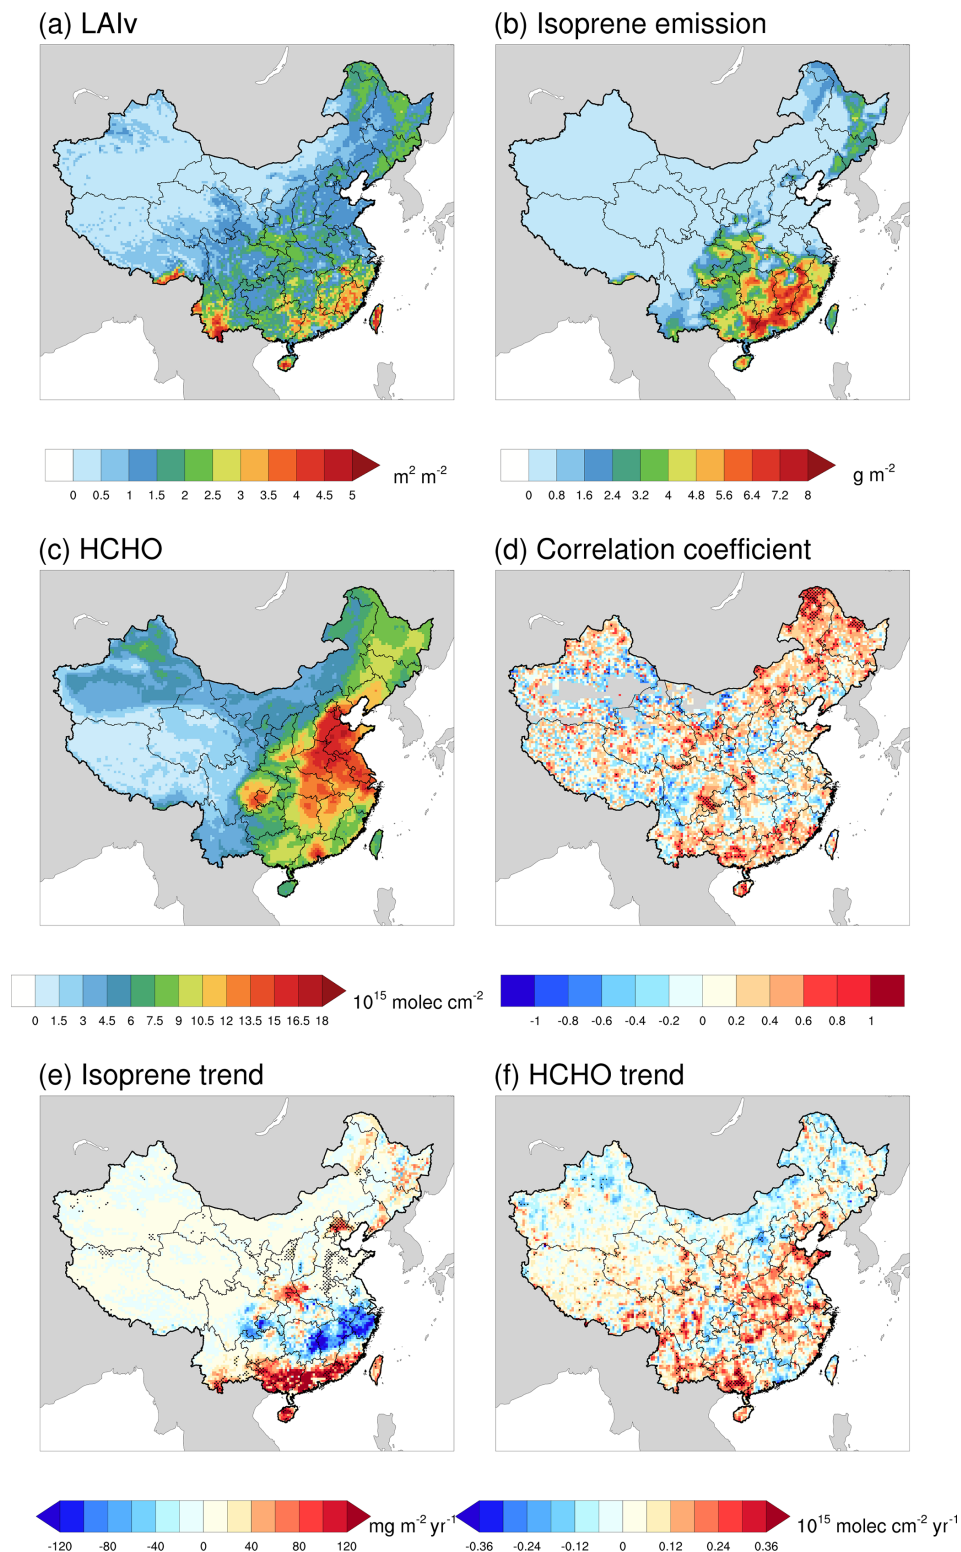 (a) LAIv
(b) Isoprene emission
0 0.5 1 1.5 2 2.5 3 3.5 4 4.5 5
m² m⁻²
0 0.8 1.6 2.4 3.2 4 4.8 5.6 6.4 7.2 8
g m⁻²
(c) HCHO
(d) Correlation coefficient
0 1.5 3 4.5 6 7.5 9 10.5 12 13.5 15 16.5 18
10¹⁵ molec cm⁻²
-1 -0.8 -0.6 -0.4 -0.2 0 0.2 0.4 0.6 0.8 1
(e) Isoprene trend
(f) HCHO trend
-120 -80 -40 0 40 80 120
mg m⁻² yr⁻¹
-0.36 -0.24 -0.12 0 0.12 0.24 0.36
10¹⁵ molec cm⁻² yr⁻¹